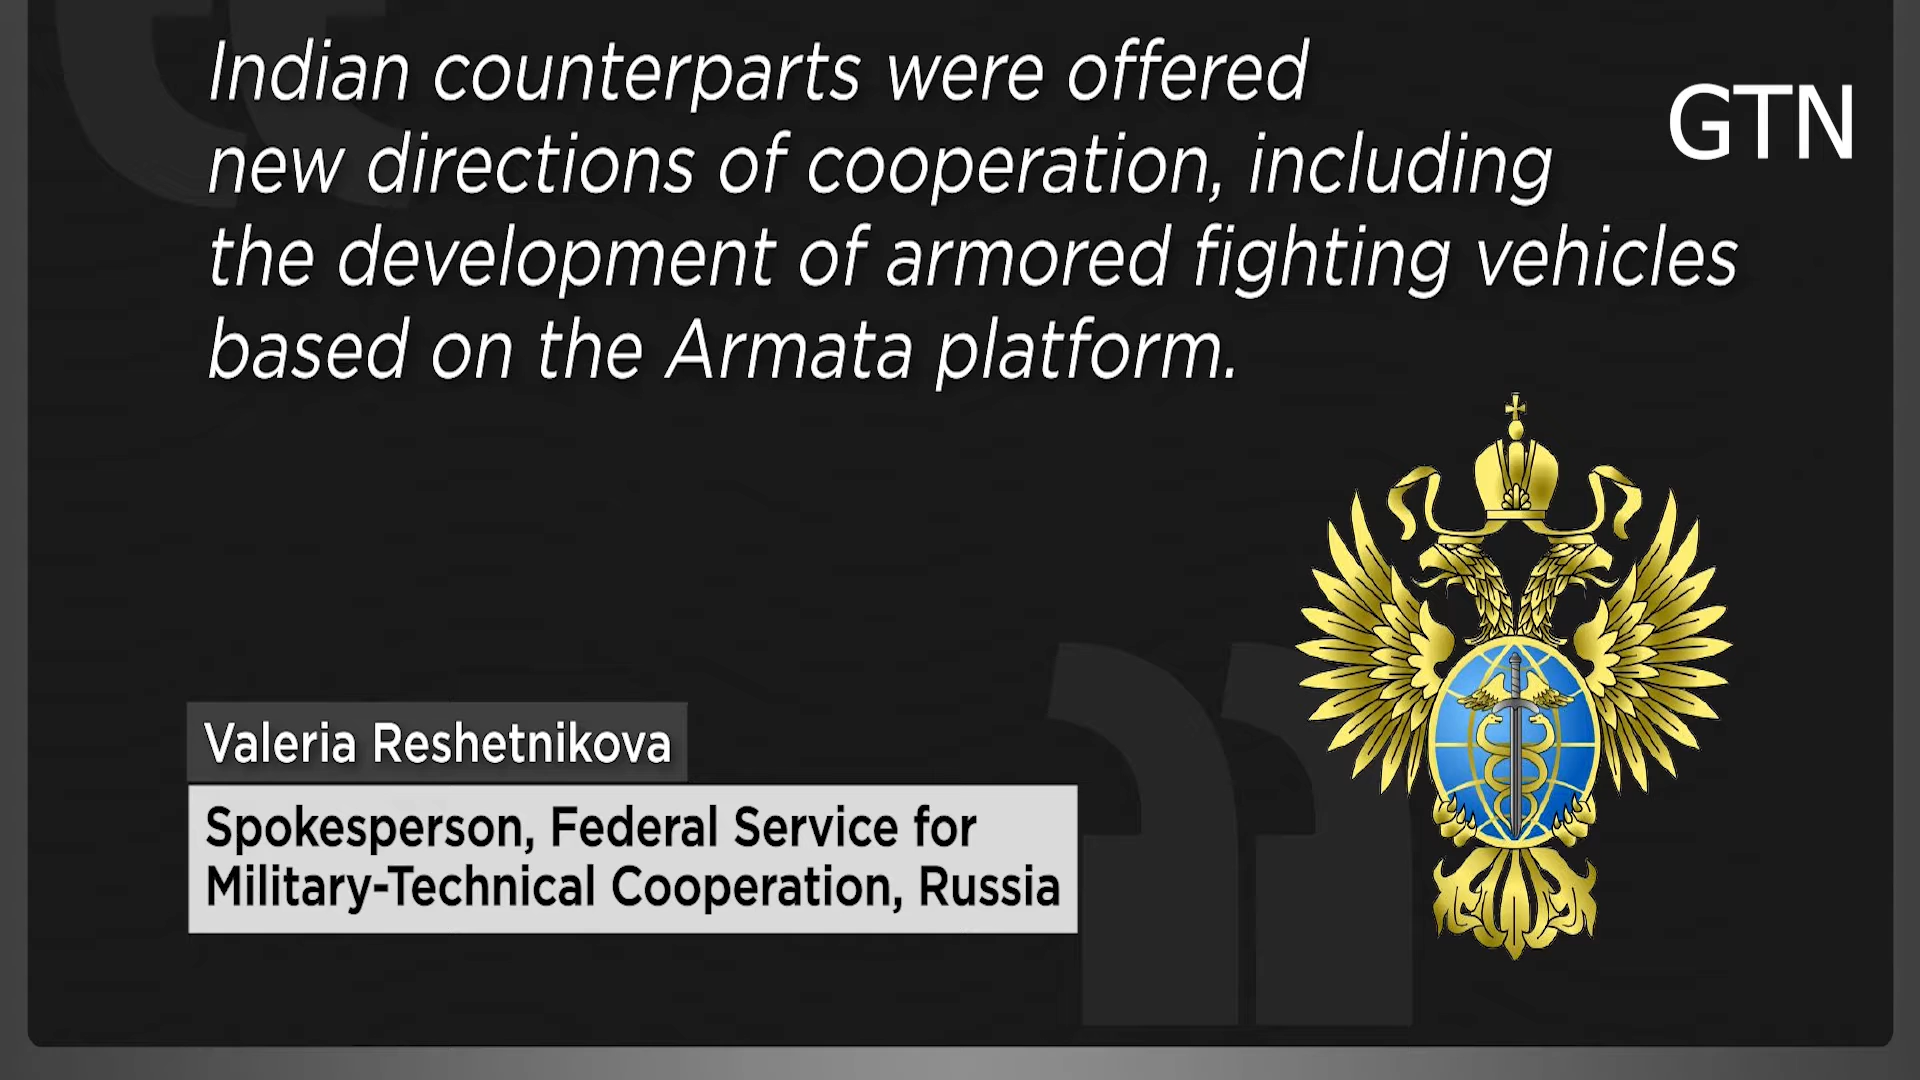 Indian counterparts were offered
new directions of cooperation, including
the development of armored fighting vehicles
based on the Armata platform.
GTN
Valeria Reshetnikova
Spokesperson, Federal Service for
Military-Technical Cooperation, Russia